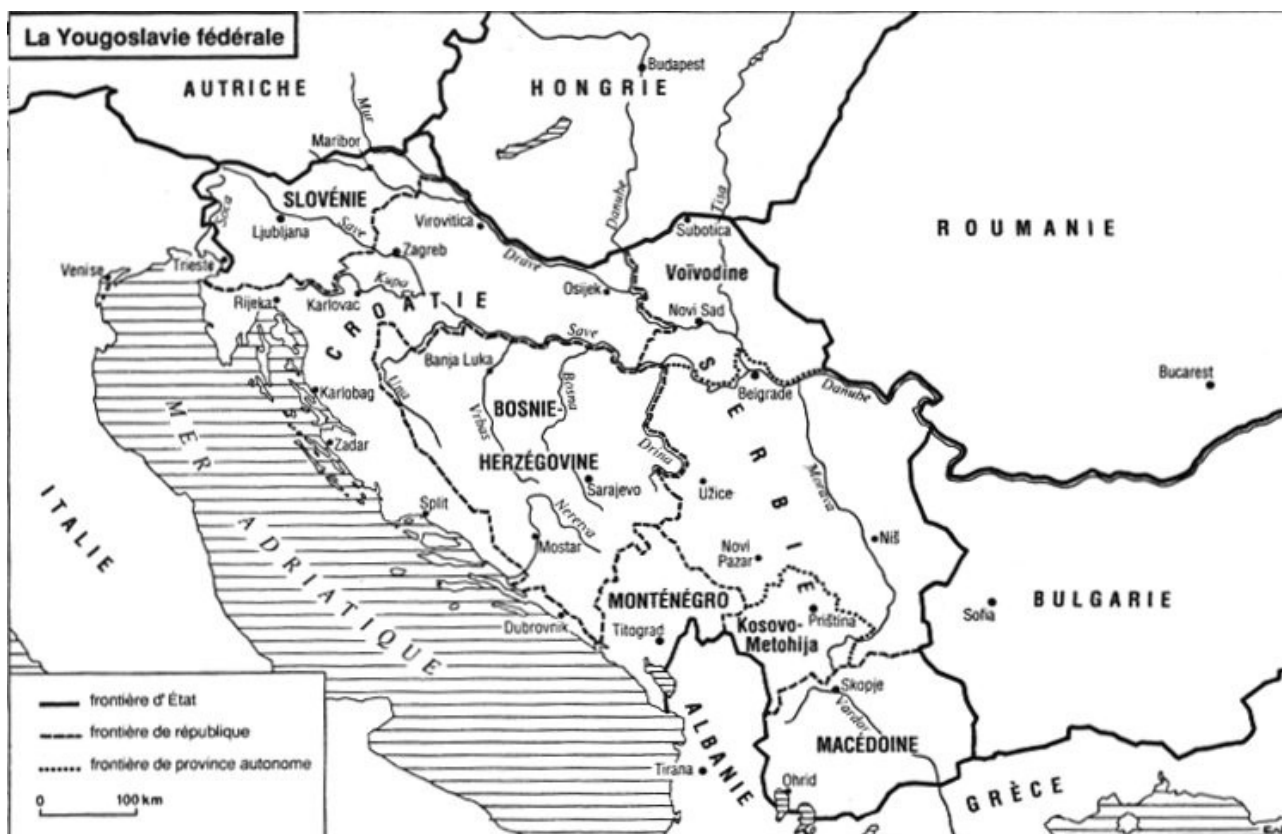 La Yougoslavie fédérale
AUTRICHE
HONGRIE
Budapest
Mur
Maribor
SLOVÉNIE
Soca
Ljubljana
Save
Virovitica
Zagreb
Drave
Danube
Tisa
Subotica
ROUMANIE
Venise
Trieste
Voïvodine
Rijeka
Karlovac
Kupa
CROATIE
Osijek
Novi Sad
Save
Banja Luka
Una
Vrbas
Bosna
BOSNIE-
HERZÉGOVINE
SERBIE
Belgrade
Danube
Bucarest
Karlobag
Zadar
MER ADRIATIQUE
ITALIE
Drina
Sarajevo
Užice
Morava
Split
Neretva
Mostar
Novi
Pazar
Niš
MONTÉNÉGRO
Kosovo-
Metohija
Priština
Sofia
BULGARIE
Dubrovnik
Titograd
Skopje
Vardar
MACÉDOINE
ALBANIE
Tirana
Ohrid
GRÈCE
frontière d'État
frontière de république
frontière de province autonome
0 100 km